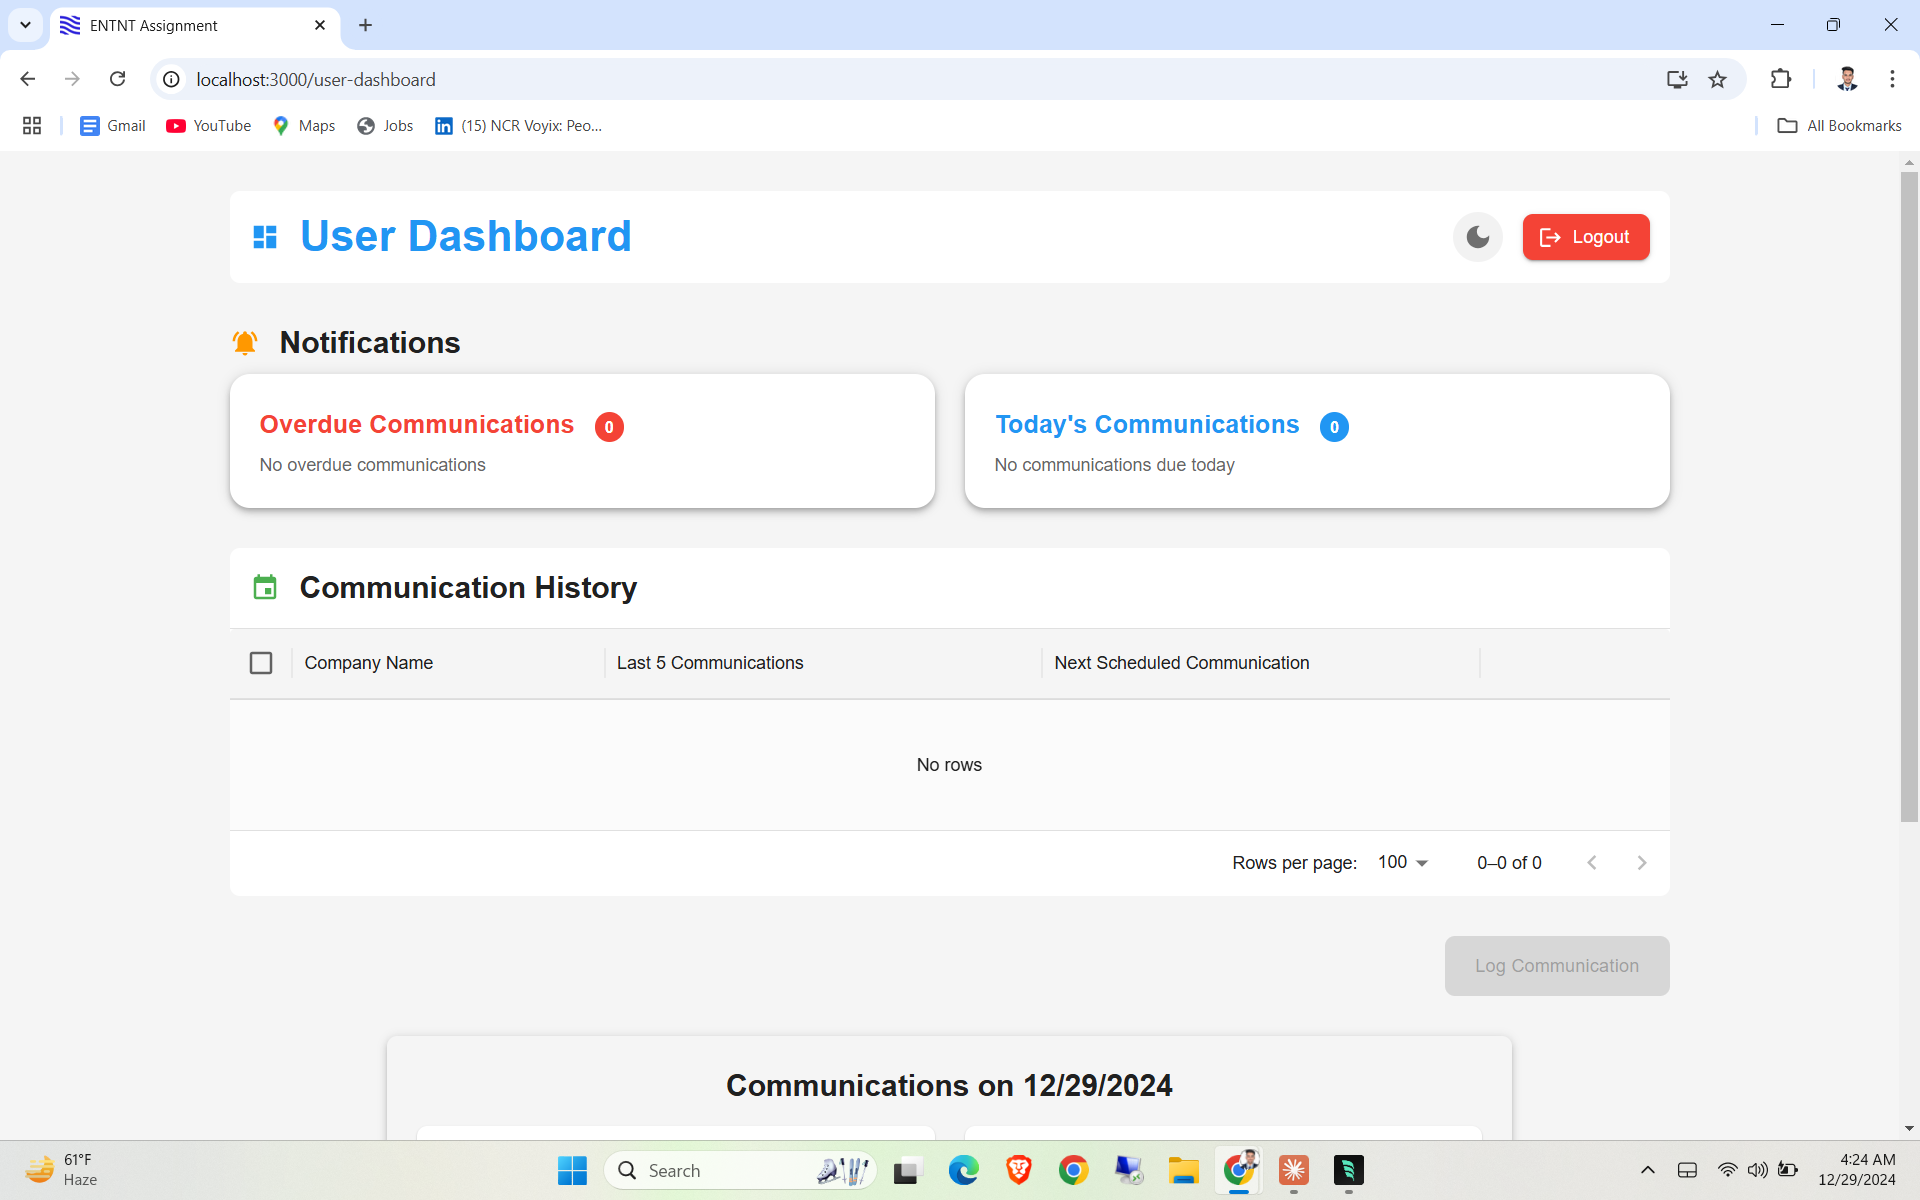 ENTNT Assignment
localhost:3000/user-dashboard
Gmail
YouTube
Maps
Jobs
in (15) NCR Voyix: Peo...
All Bookmarks
User Dashboard
Logout
Notifications
Overdue Communications 0
No overdue communications
Today's Communications 0
No communications due today
Communication History
Company Name
Last 5 Communications
Next Scheduled Communication
No rows
Rows per page: 100
0–0 of 0
Log Communication
Communications on 12/29/2024
61°F
Haze
Search
4:24 AM
12/29/2024